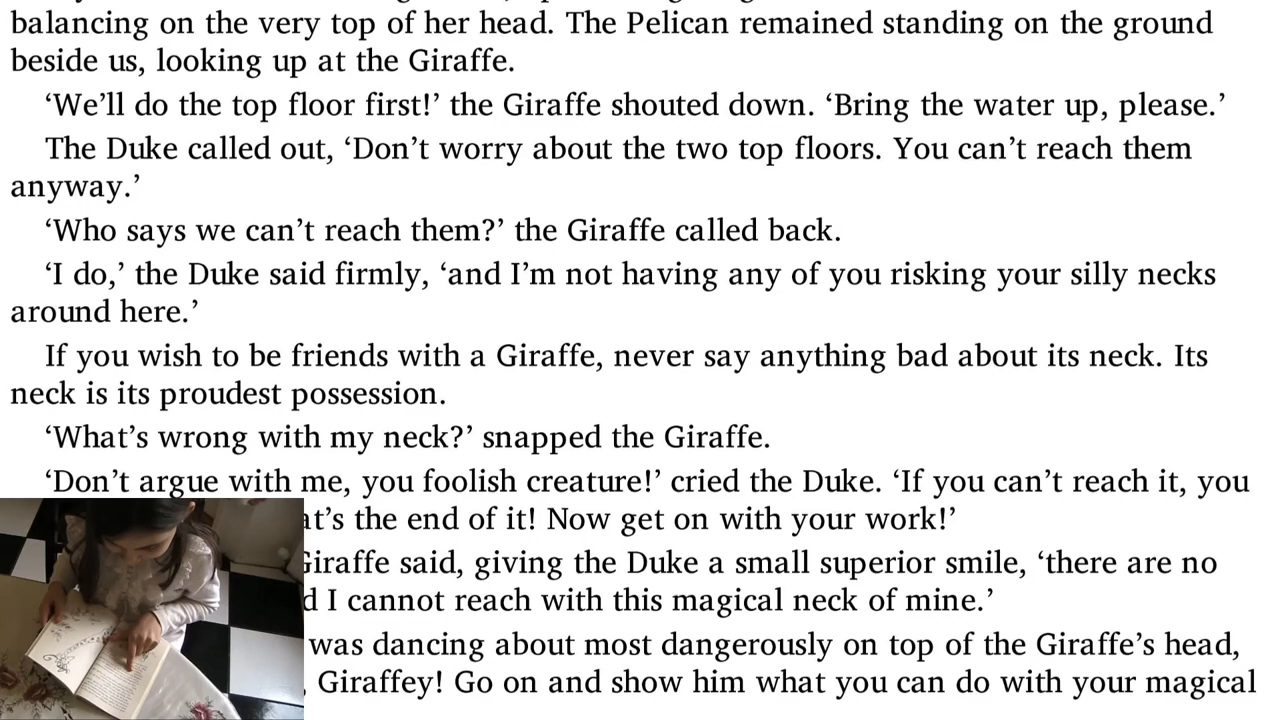 balancing on the very top of her head. The Pelican remained standing on the ground
beside us, looking up at the Giraffe.
‘We’ll do the top floor first!’ the Giraffe shouted down. ‘Bring the water up, please.’
The Duke called out, ‘Don’t worry about the two top floors. You can’t reach them
anyway.’
‘Who says we can’t reach them?’ the Giraffe called back.
‘I do,’ the Duke said firmly, ‘and I’m not having any of you risking your silly necks
around here.’
If you wish to be friends with a Giraffe, never say anything bad about its neck. Its
neck is its proudest possession.
‘What’s wrong with my neck?’ snapped the Giraffe.
‘Don’t argue with me, you foolish creature!’ cried the Duke. ‘If you can’t reach it, you
at’s the end of it! Now get on with your work!’
Giraffe said, giving the Duke a small superior smile, ‘there are no
d I cannot reach with this magical neck of mine.’
was dancing about most dangerously on top of the Giraffe’s head,
, Giraffey! Go on and show him what you can do with your magical